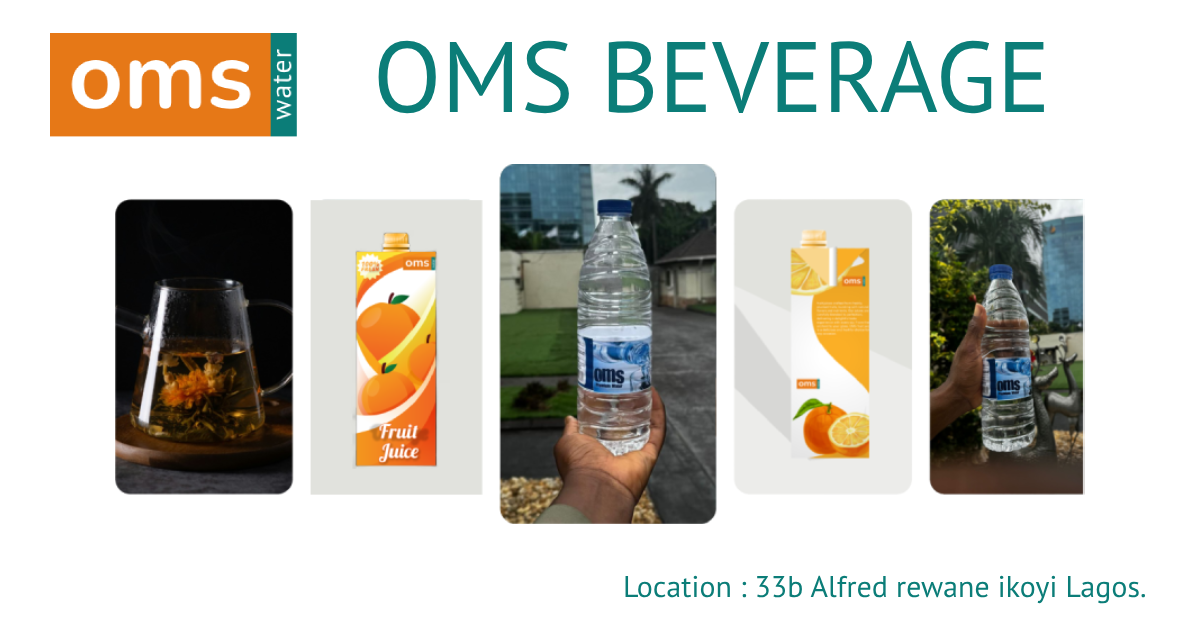 oms
water
OMS BEVERAGE
oms
Fruit
Juice
oms
oms
oms
oms
Location : 33b Alfred rewane ikoyi Lagos.